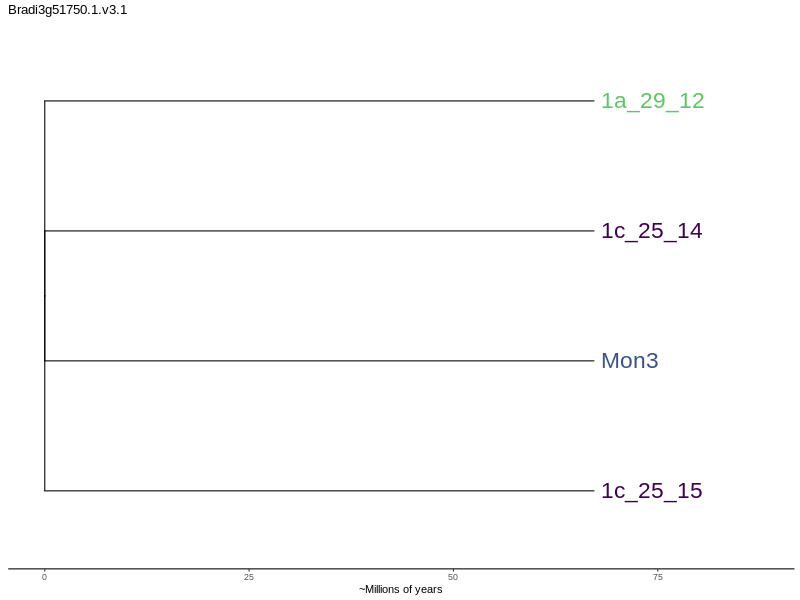 Bradi3g51750.1.v3.1
1a_29_12
1c_25_14
Mon3
1c_25_15
0 25 50 75
~Millions of years